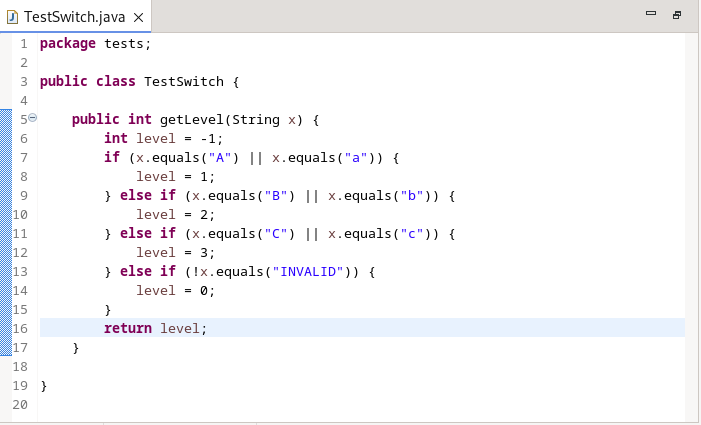 TestSwitch.java
1 package tests;
2
3 public class TestSwitch {
4
5     public int getLevel(String x) {
6         int level = -1;
7         if (x.equals("A") || x.equals("a")) {
8             level = 1;
9         } else if (x.equals("B") || x.equals("b")) {
10             level = 2;
11         } else if (x.equals("C") || x.equals("c")) {
12             level = 3;
13         } else if (!x.equals("INVALID")) {
14             level = 0;
15         }
16         return level;
17     }
18
19 }
20